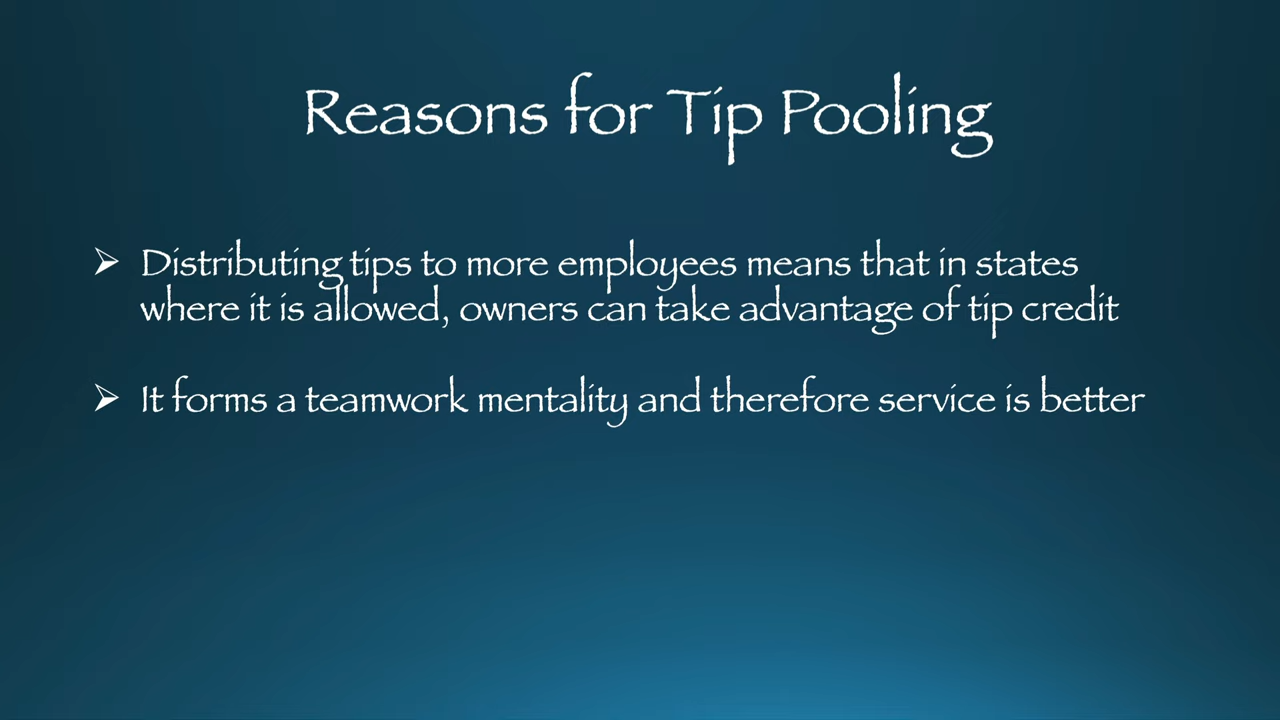 Reasons for Tip Pooling
➢ Distributing tips to more employees means that in states
where it is allowed, owners can take advantage of tip credit
➢ It forms a teamwork mentality and therefore service is better